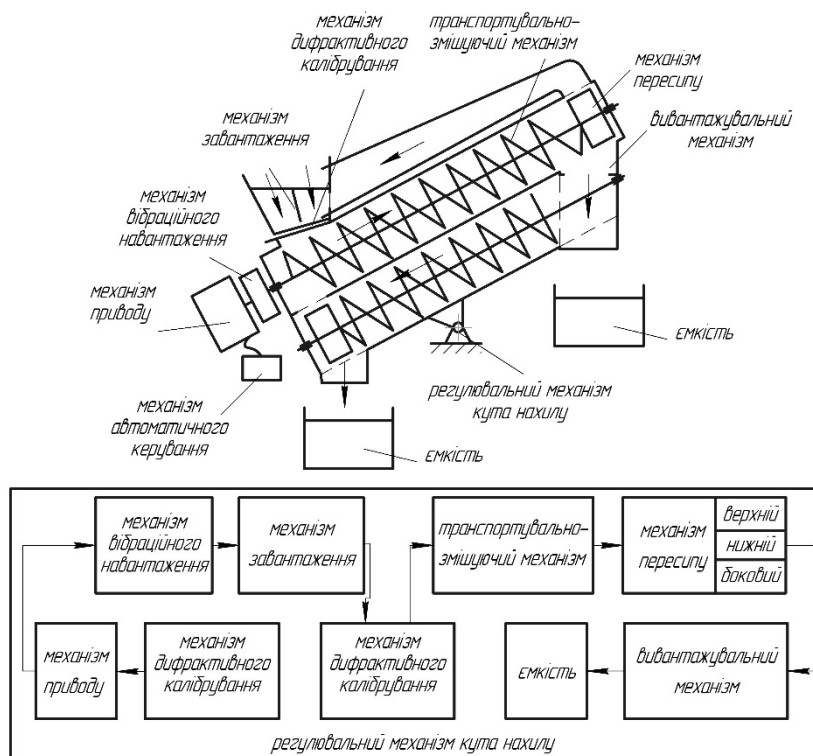 механізм
дифрактивного
калібрування
транспортувально-
змішуючий механізм
механізм
пересипу
вивантажувальний
механізм
механізм
завантаження
механізм
вібраційного
навантаження
механізм
приводу
механізм
автоматичного
керування
регулювальний механізм
кута нахилу
ємкість
ємкість
механізм
вібраційного
навантаження
механізм
завантаження
транспортувально-
змішуючий механізм
механізм
пересипу
верхній
нижній
боковий
механізм
приводу
механізм
дифрактивного
калібрування
механізм
дифрактивного
калібрування
ємкість
вивантажувальний
механізм
регулювальний механізм кута нахилу